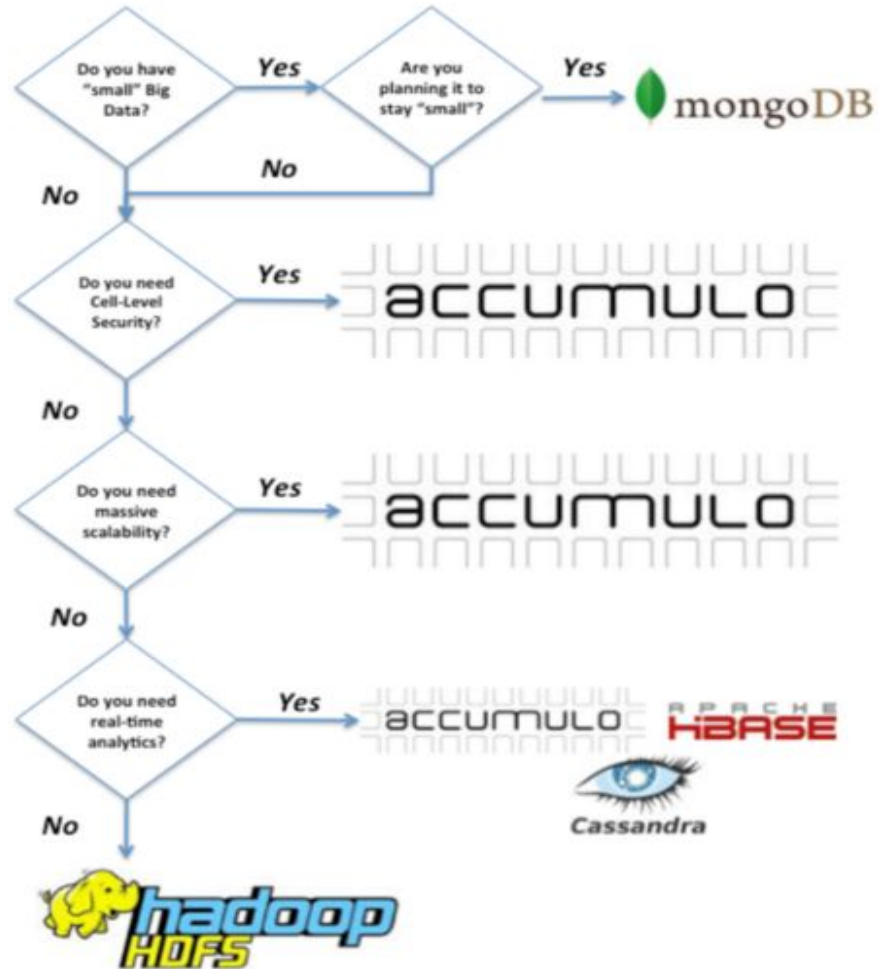 Do you have
"small" Big
Data?
Yes
Are you
planning it to
stay "small"?
Yes
mongoDB
No
No
Do you need
Cell-Level
Security?
Yes
accumulo
No
Do you need
massive
scalability?
Yes
accumulo
No
Do you need
real-time
analytics?
Yes
accumulo
APACHE
HBASE
Cassandra
No
hadoop
HDFS